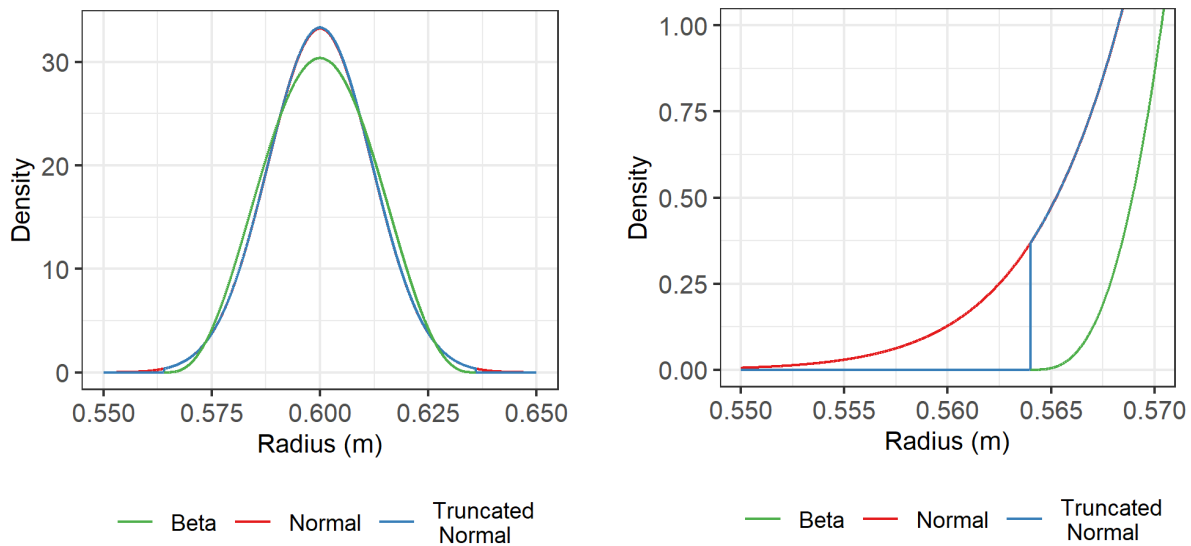 30
20
10
0
Density
0.550 0.575 0.600 0.625 0.650
Radius (m)
Beta Normal Truncated
Normal
1.00
0.75
0.50
0.25
0.00
Density
0.550 0.555 0.560 0.565 0.570
Radius (m)
Beta Normal Truncated
Normal